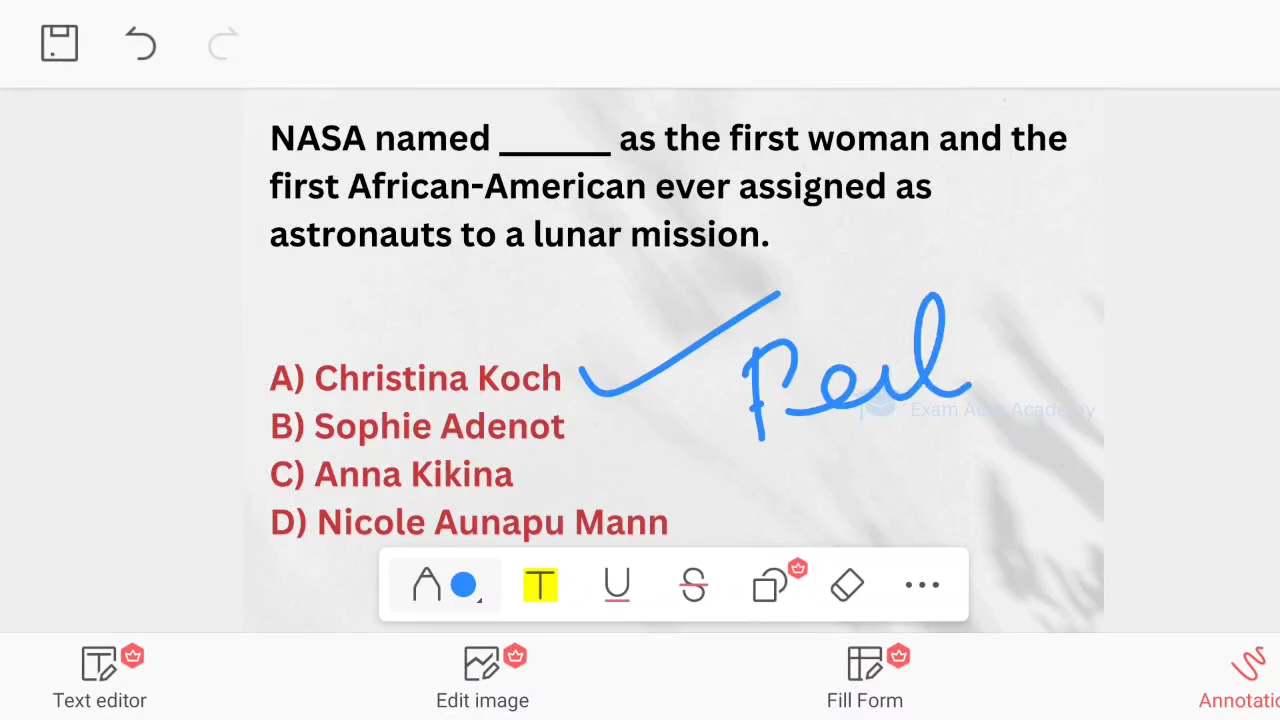 NASA named ______ as the first woman and the
first African-American ever assigned as
astronauts to a lunar mission.
A) Christina Koch
B) Sophie Adenot
C) Anna Kikina
D) Nicole Aunapu Mann
T
U
S
Text editor
Edit image
Fill Form
Annotatio